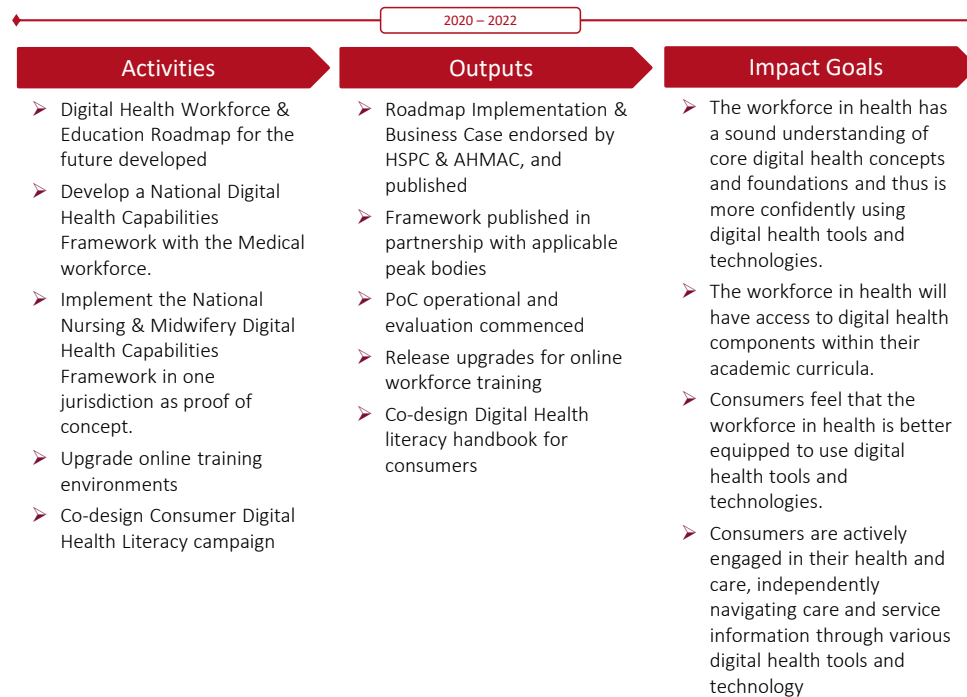 2020 – 2022
Activities
➢ Digital Health Workforce &
Education Roadmap for the
future developed
➢ Develop a National Digital
Health Capabilities
Framework with the Medical
workforce.
➢ Implement the National
Nursing & Midwifery Digital
Health Capabilities
Framework in one
jurisdiction as proof of
concept.
➢ Upgrade online training
environments
➢ Co-design Consumer Digital
Health Literacy campaign
Outputs
➢ Roadmap Implementation &
Business Case endorsed by
HSPC & AHMAC, and
published
➢ Framework published in
partnership with applicable
peak bodies
➢ PoC operational and
evaluation commenced
➢ Release upgrades for online
workforce training
➢ Co-design Digital Health
literacy handbook for
consumers
Impact Goals
➢ The workforce in health has
a sound understanding of
core digital health concepts
and foundations and thus is
more confidently using
digital health tools and
technologies.
➢ The workforce in health will
have access to digital health
components within their
academic curricula.
➢ Consumers feel that the
workforce in health is better
equipped to use digital
health tools and
technologies.
➢ Consumers are actively
engaged in their health and
care, independently
navigating care and service
information through various
digital health tools and
technology